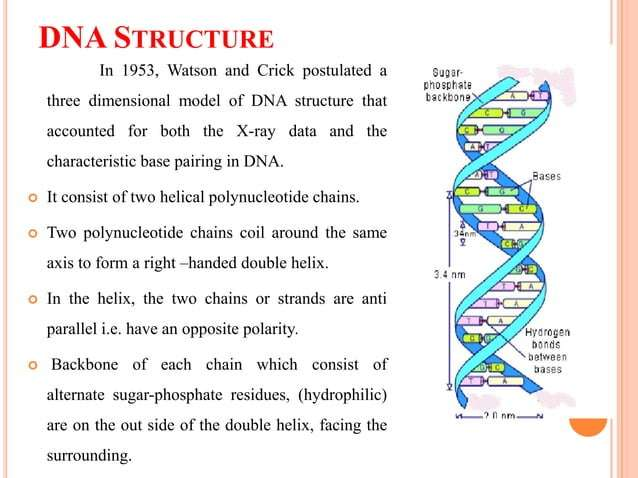 DNA STRUCTURE
In 1953, Watson and Crick postulated a
three dimensional model of DNA structure that
accounted for both the X-ray data and the
characteristic base pairing in DNA.
It consist of two helical polynucleotide chains.
Two polynucleotide chains coil around the same
axis to form a right –handed double helix.
In the helix, the two chains or strands are anti
parallel i.e. have an opposite polarity.
Backbone of each chain which consist of
alternate sugar-phosphate residues, (hydrophilic)
are on the out side of the double helix, facing the
surrounding.
Sugar-
phosphate
backbone
A T
C G
C G
A T
Bases
C G
G C
T A
34nm
C G
3.4 nm
G C
T A
T A
Hydrogen
bonds
between
bases
T A
2.0 nm